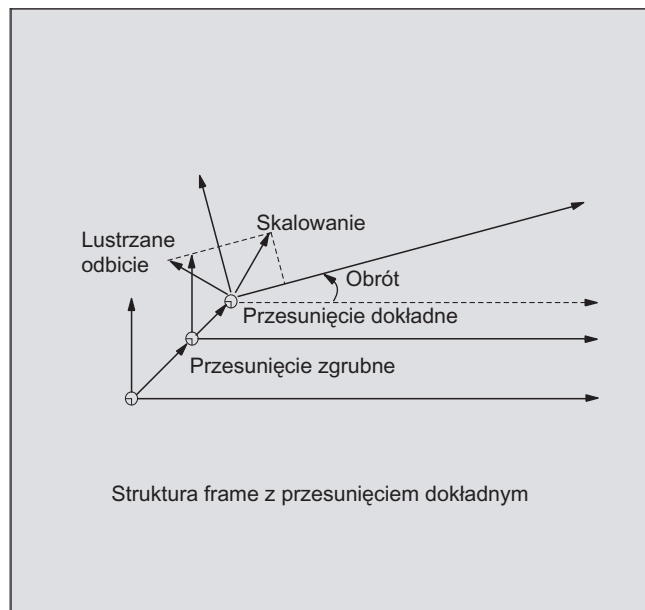 Skalowanie
Lustrzane
odbicie
Obrót
Przesunięcie dokładne
Przesunięcie zgrubne
Struktura frame z przesunięciem dokładnym